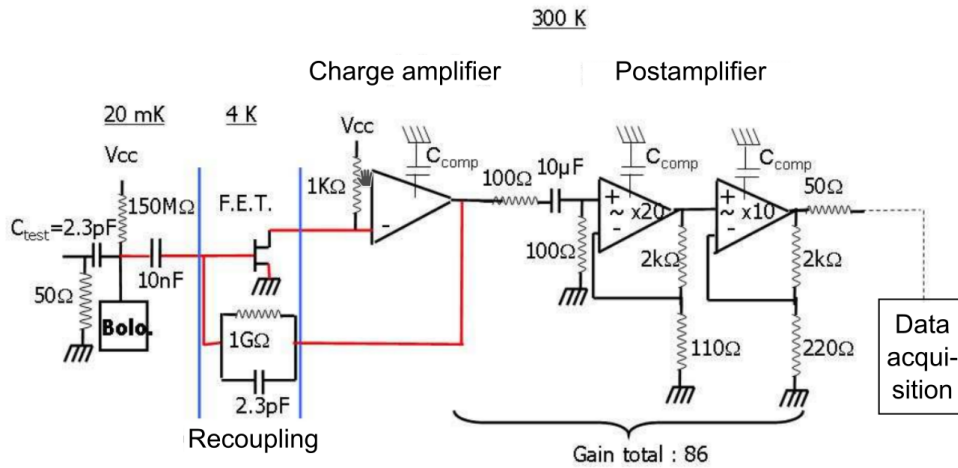 300 K
Charge amplifier
Postamplifier
20 mK
4 K
Vcc
Vcc
C_comp
C_comp
C_comp
150MΩ
F.E.T.
1KΩ
100Ω
10µF
+
~ x20
-
+
~ x10
-
50Ω
C_test=2.3pF
-
10nF
50Ω
100Ω
2kΩ
2kΩ
Bolo.
1GΩ
110Ω
220Ω
2.3pF
Data
acqui-
sition
Recoupling
Gain total : 86